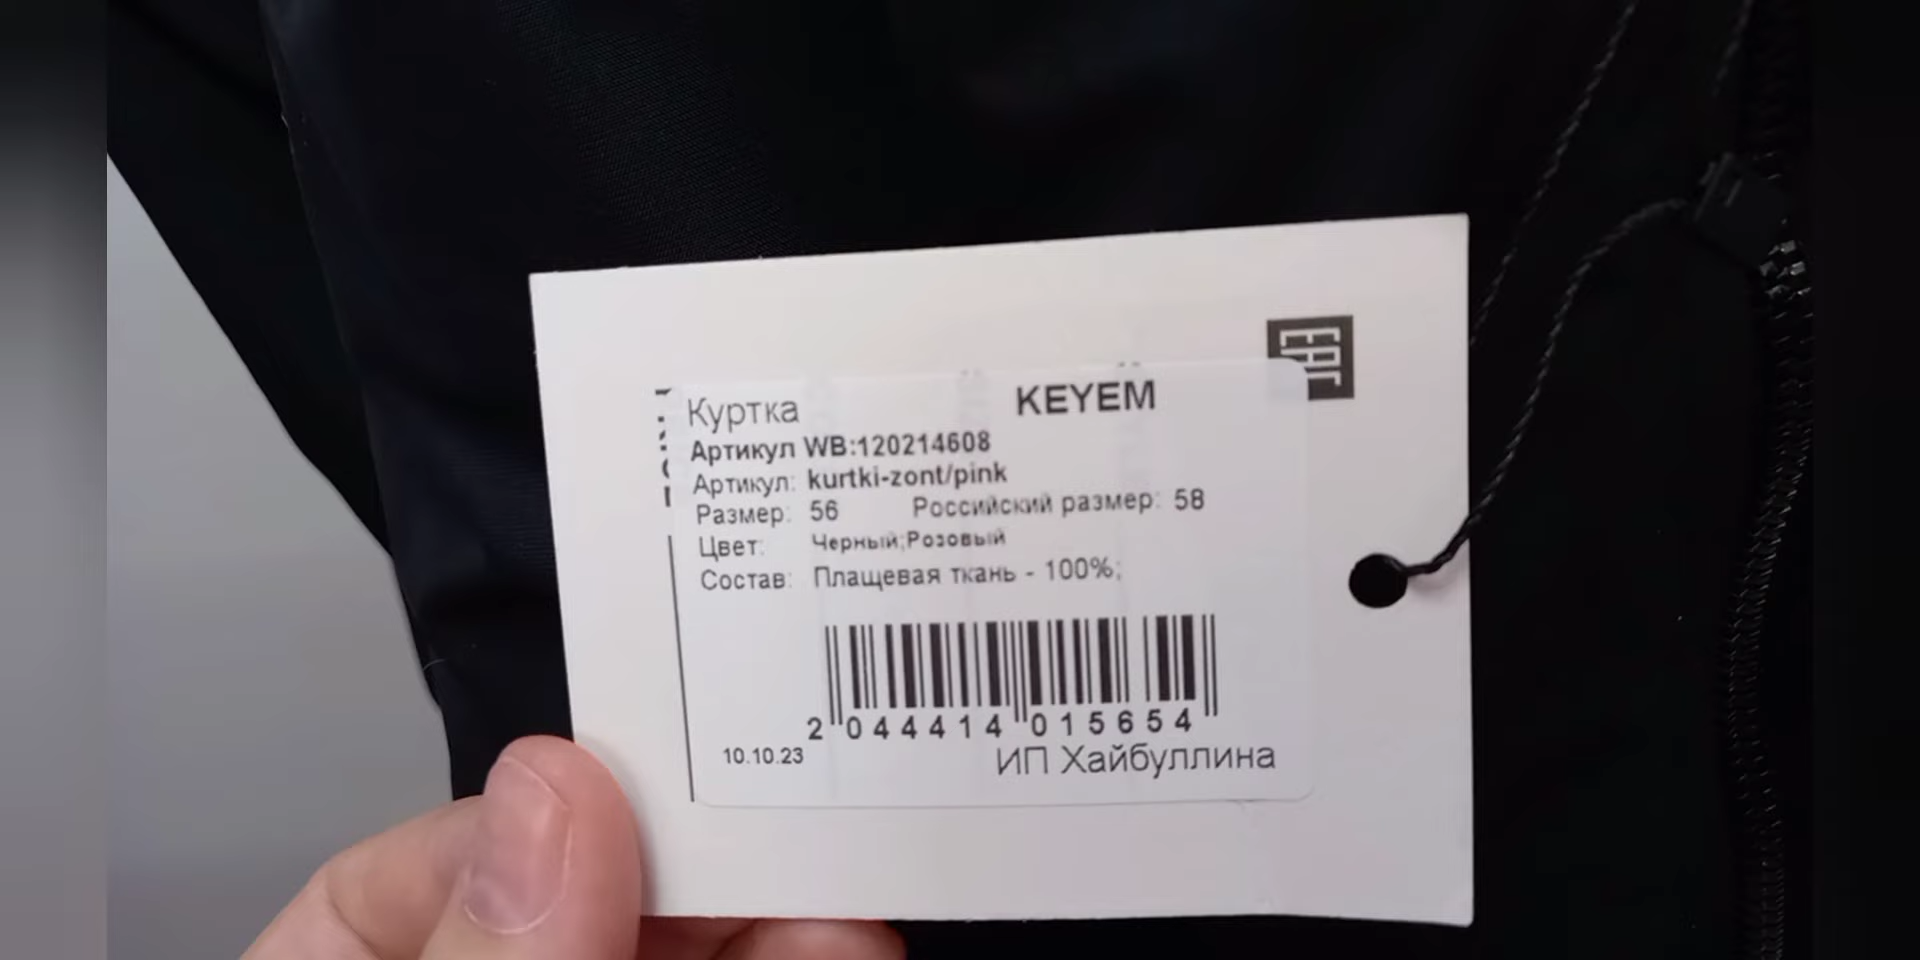 EAC
Куртка KEYEM
Артикул WB:120214608
Артикул: kurtki-zont/pink
Размер: 56 Российский размер: 58
Цвет: Черный;Розовый
Состав: Плащевая ткань - 100%;
2 044414 015654
10.10.23 ИП Хайбуллина